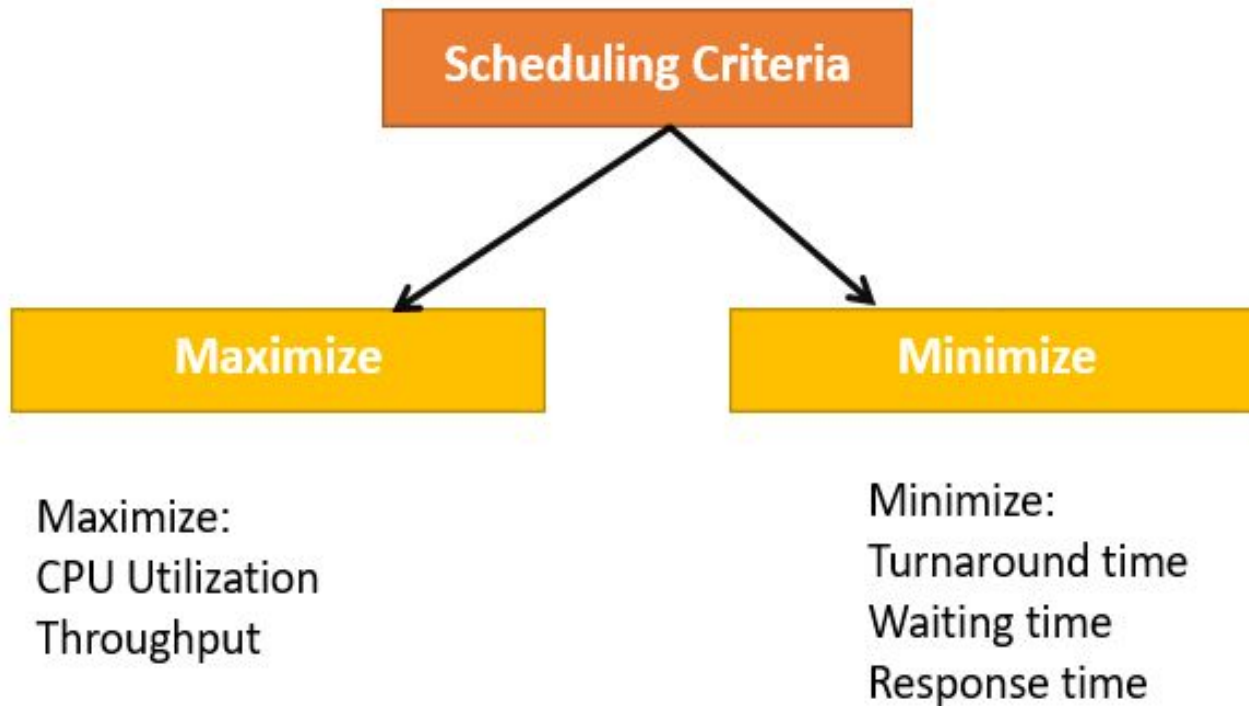 Scheduling Criteria
Maximize
Minimize
Maximize:
CPU Utilization
Throughput
Minimize:
Turnaround time
Waiting time
Response time